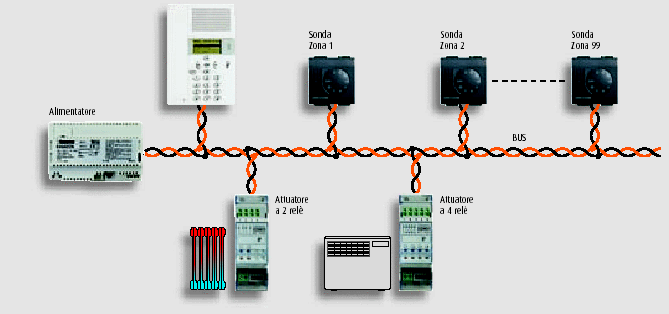 Sonda
Zona 1
Sonda
Zona 2
Sonda
Zona 99
Alimentatore
BUS
Attuatore
a 2 relè
Attuatore
a 4 relè